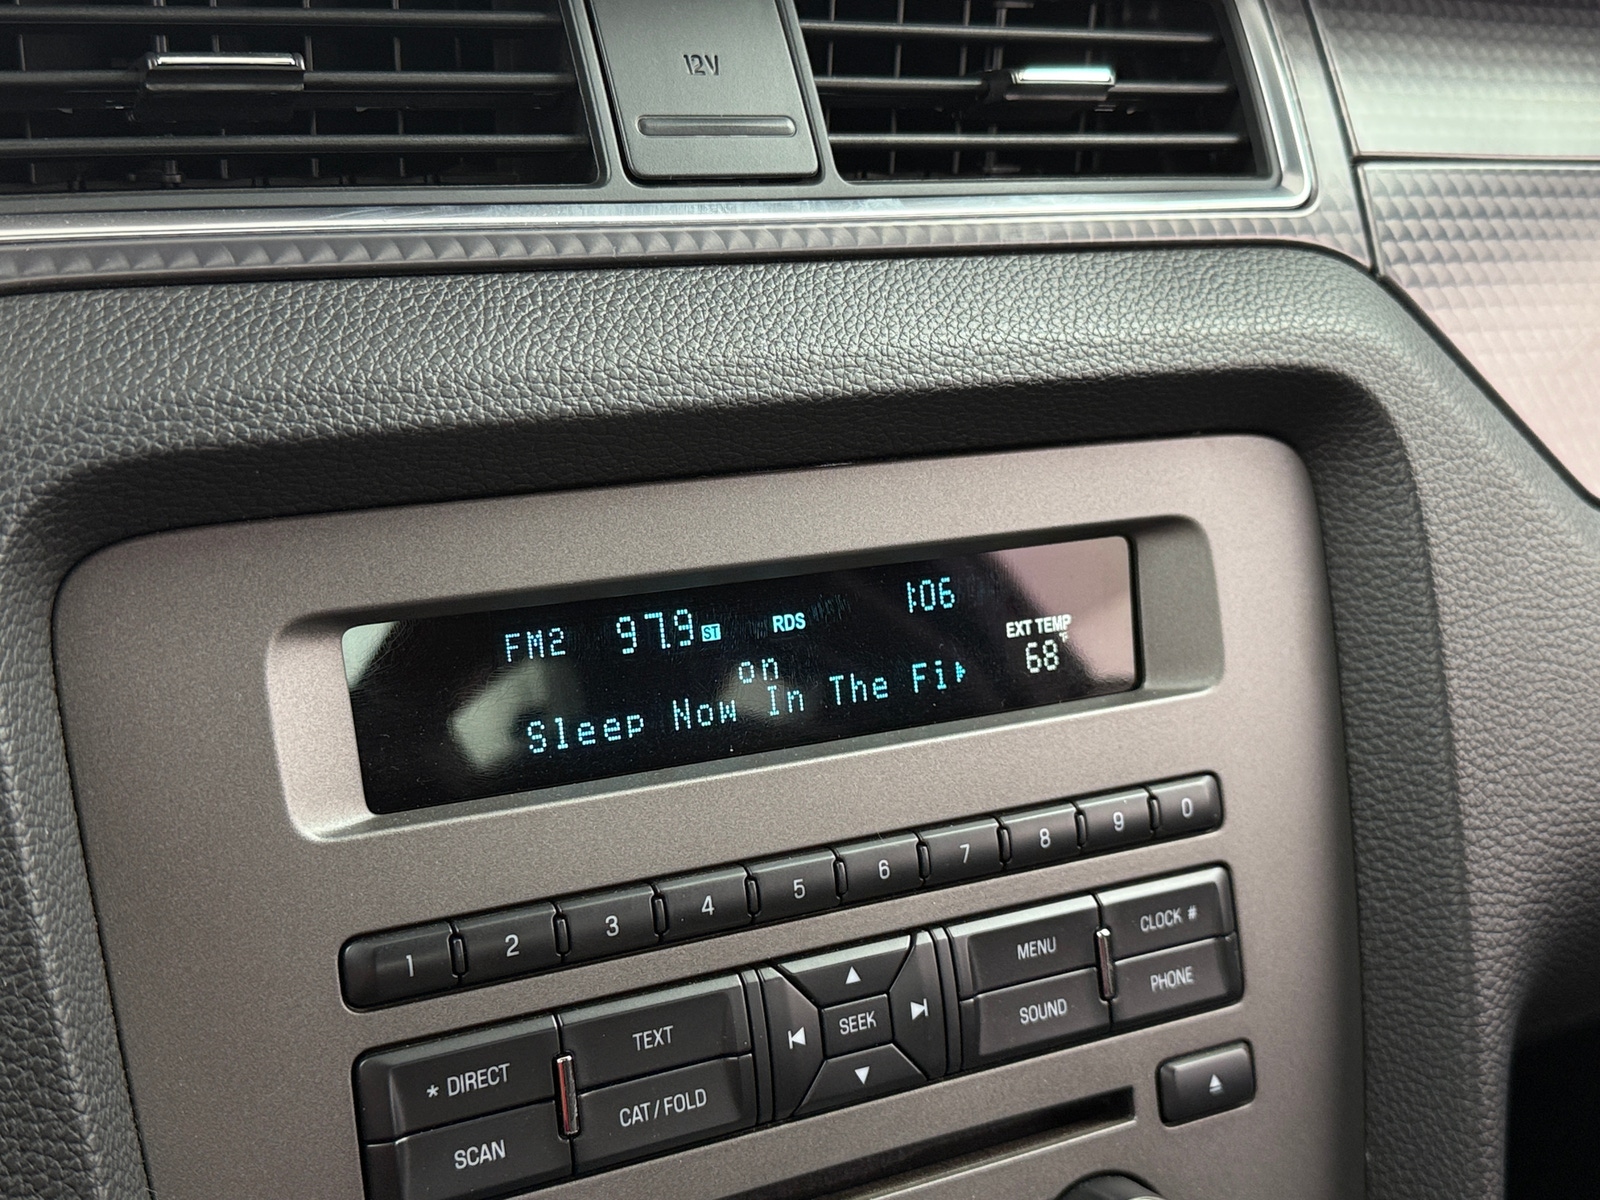 12V
FM2 97.9 ST RDS 1:06
on EXT TEMP 68°F
Sleep Now In The Fi
1 2 3 4 5 6 7 8 9 0
* DIRECT TEXT SEEK MENU CLOCK #
SCAN CAT/FOLD SOUND PHONE